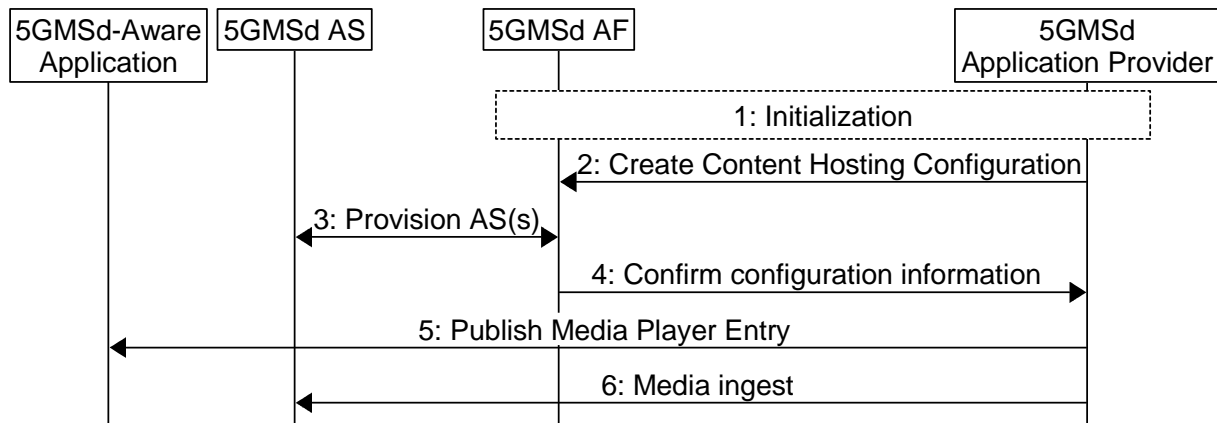 5GMSd-Aware
Application
5GMSd AS
5GMSd AF
5GMSd
Application Provider
1: Initialization
2: Create Content Hosting Configuration
3: Provision AS(s)
4: Confirm configuration information
5: Publish Media Player Entry
6: Media ingest